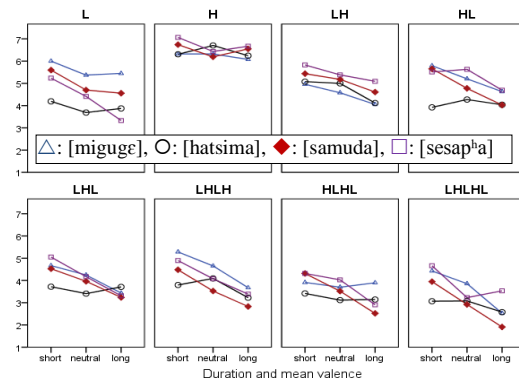 L H LH HL
7
6
5
4
3
2
1
△: [migugɛ], ○: [hatsima], ◆: [samuda], □: [sesapʰa]
LHL LHLH HLHL LHLHL
7
6
5
4
3
2
1
short neutral long short neutral long short neutral long short neutral long
Duration and mean valence